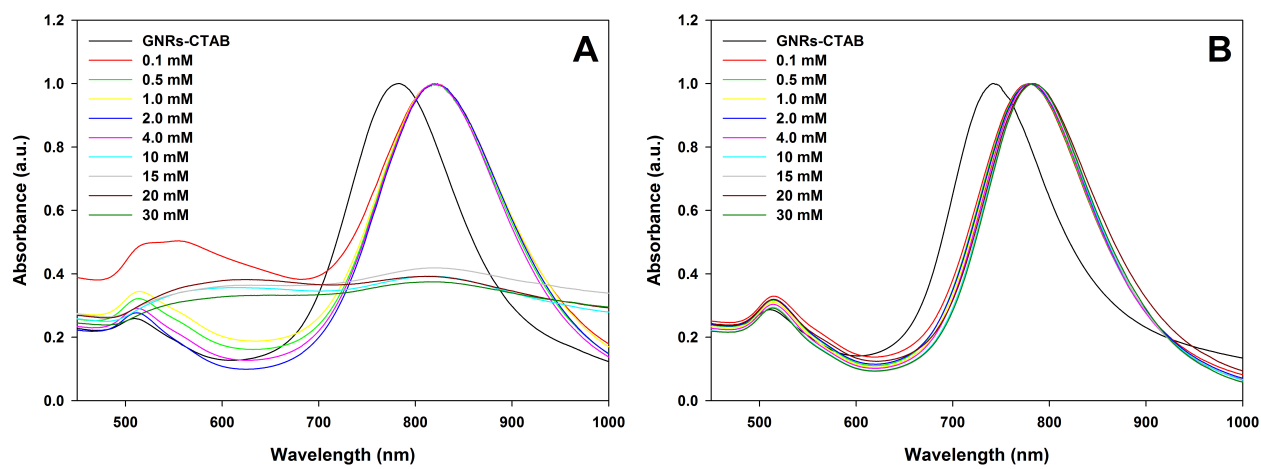 A
GNRs-CTAB
0.1 mM
0.5 mM
1.0 mM
2.0 mM
4.0 mM
10 mM
15 mM
20 mM
30 mM
Absorbance (a.u.)
1.2
1.0
0.8
0.6
0.4
0.2
0.0
500 600 700 800 900 1000
Wavelength (nm)
B
GNRs-CTAB
0.1 mM
0.5 mM
1.0 mM
2.0 mM
4.0 mM
10 mM
15 mM
20 mM
30 mM
Absorbance (a.u.)
1.2
1.0
0.8
0.6
0.4
0.2
0.0
500 600 700 800 900 1000
Wavelength (nm)